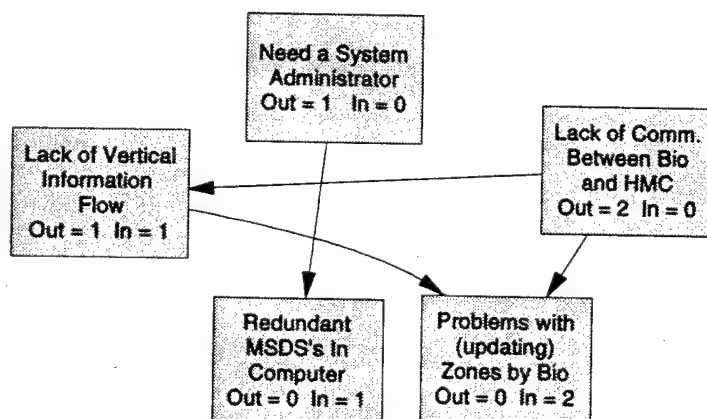 Need a System
Administrator
Out = 1 In = 0
Lack of Vertical
Information
Flow
Out = 1 In = 1
Lack of Comm.
Between Bio
and HMC
Out = 2 In = 0
Redundant
MSDS's In
Computer
Out = 0 In = 1
Problems with
(updating)
Zones by Bio
Out = 0 In = 2